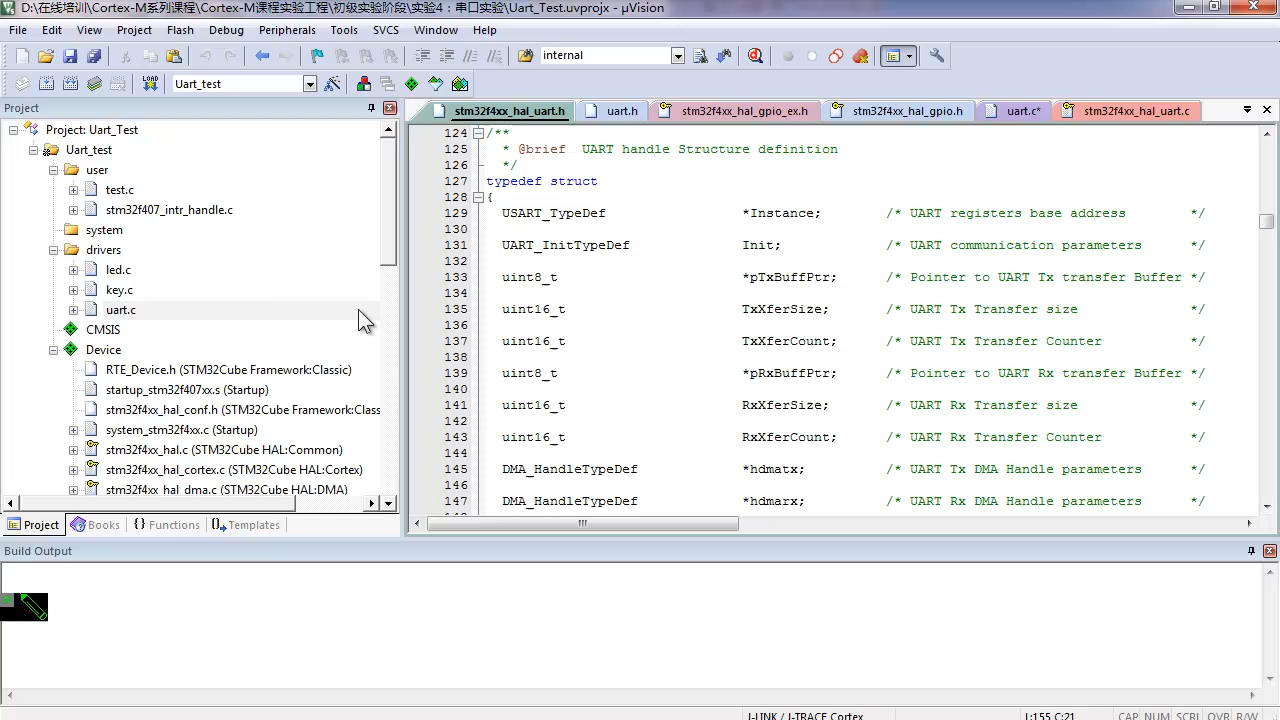 D:\在线培训\Cortex-M系列课程\Cortex-M课程实验工程\初级实验阶段\实验4：串口实验\Uart_Test.uvprojx - µVision
File Edit View Project Flash Debug Peripherals Tools SVCS Window Help
internal
LOAD Uart_test
Project
Project: Uart_Test
Uart_test
user
test.c
stm32f407_intr_handle.c
system
drivers
led.c
key.c
uart.c
CMSIS
Device
RTE_Device.h (STM32Cube Framework:Classic)
startup_stm32f407xx.s (Startup)
stm32f4xx_hal_conf.h (STM32Cube Framework:Class
system_stm32f4xx.c (Startup)
stm32f4xx_hal.c (STM32Cube HAL:Common)
stm32f4xx_hal_cortex.c (STM32Cube HAL:Cortex)
stm32f4xx_hal_dma.c (STM32Cube HAL:DMA)
Project Books {} Functions Templates
stm32f4xx_hal_uart.h uart.h stm32f4xx_hal_gpio_ex.h stm32f4xx_hal_gpio.h uart.c* stm32f4xx_hal_uart.c
124 /**
125 * @brief UART handle Structure definition
126 */
127 typedef struct
128 {
129 USART_TypeDef *Instance; /* UART registers base address */
130
131 UART_InitTypeDef Init; /* UART communication parameters */
132
133 uint8_t *pTxBuffPtr; /* Pointer to UART Tx transfer Buffer */
134
135 uint16_t TxXferSize; /* UART Tx Transfer size */
136
137 uint16_t TxXferCount; /* UART Tx Transfer Counter */
138
139 uint8_t *pRxBuffPtr; /* Pointer to UART Rx transfer Buffer */
140
141 uint16_t RxXferSize; /* UART Rx Transfer size */
142
143 uint16_t RxXferCount; /* UART Rx Transfer Counter */
144
145 DMA_HandleTypeDef *hdmatx; /* UART Tx DMA Handle parameters */
146
147 DMA_HandleTypeDef *hdmarx; /* UART Rx DMA Handle parameters */
Build Output
J-LINK / J-TRACE Cortex L:155 C:21 CAP NUM SCRL OVR R/W